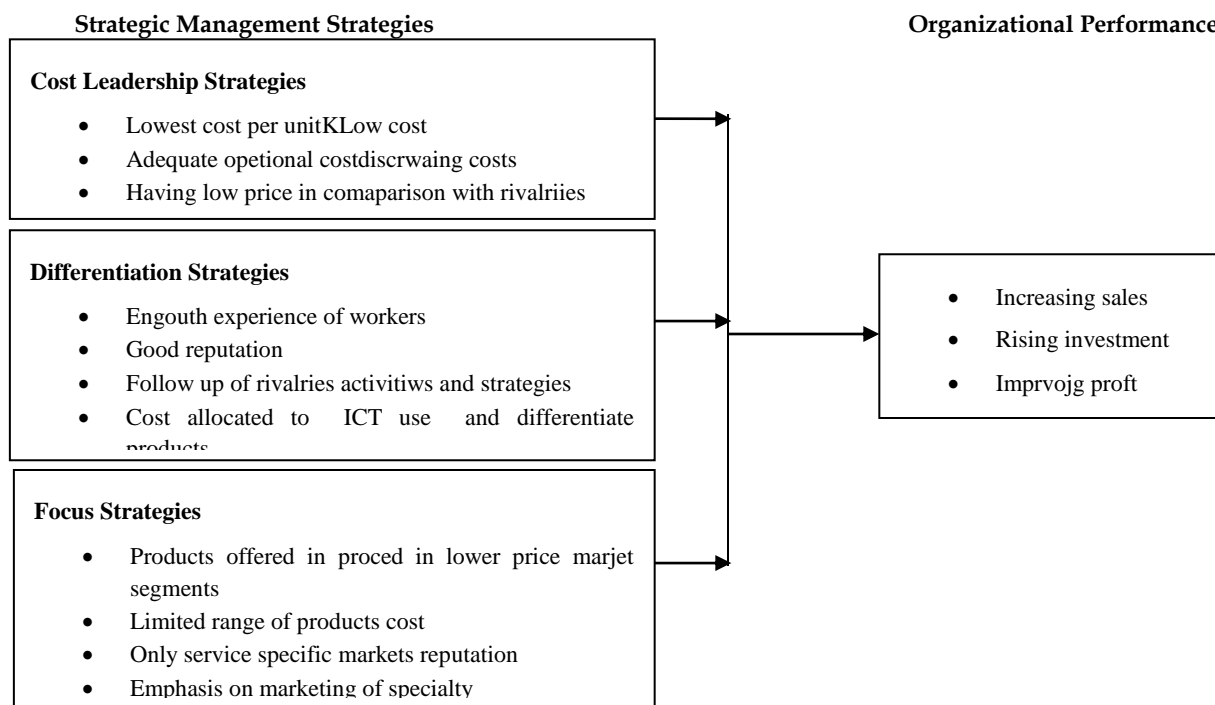 Strategic Management Strategies
Organizational Performance
Cost Leadership Strategies
• Lowest cost per unitKLow cost
• Adequate opetional costdiscrwaing costs
• Having low price in comaparison with rivalriies
Differentiation Strategies
• Engouth experience of workers
• Good reputation
• Follow up of rivalries activitiws and strategies
• Cost allocated to ICT use and differentiate
products
Focus Strategies
• Products offered in proced in lower price marjet
segments
• Limited range of products cost
• Only service specific markets reputation
• Emphasis on marketing of specialty
• Increasing sales
• Rising investment
• Imprvojg proft